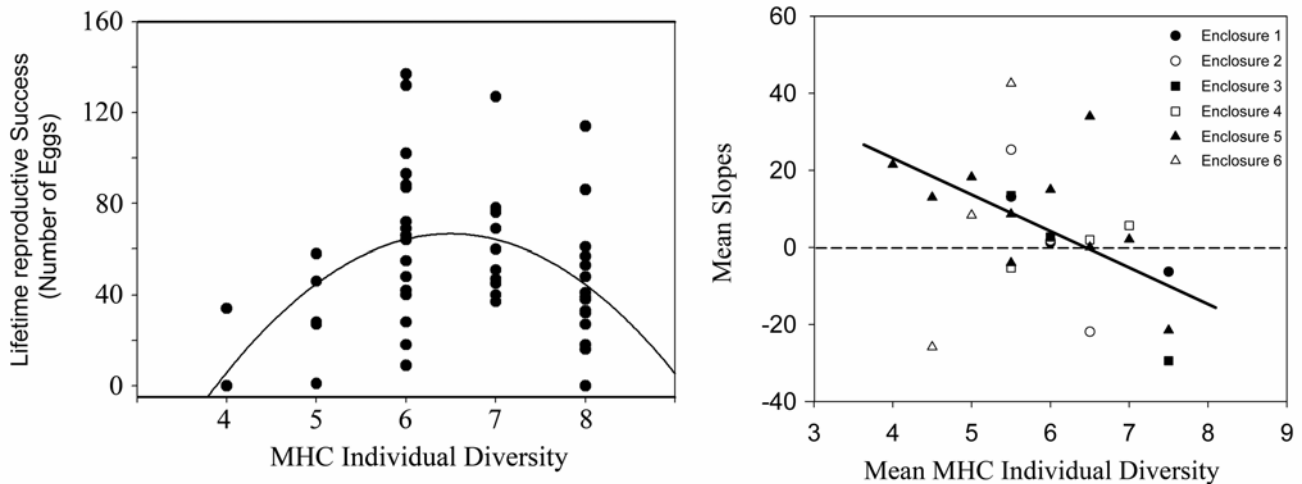 Lifetime reproductive Success
(Number of Eggs)
160
120
80
40
0
4 5 6 7 8
MHC Individual Diversity
Mean Slopes
60
40
20
0
-20
-40
3 4 5 6 7 8 9
Mean MHC Individual Diversity
Enclosure 1
Enclosure 2
Enclosure 3
Enclosure 4
Enclosure 5
Enclosure 6